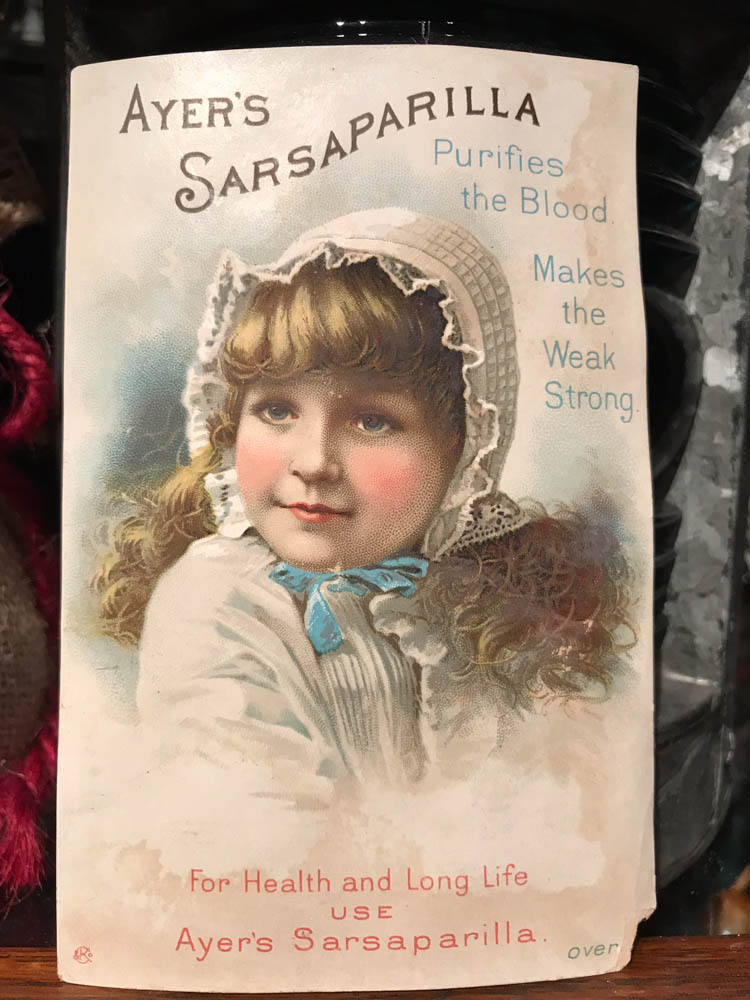 AYER'S
SARSAPARILLA
Purifies
the Blood.
Makes
the
Weak
Strong.
For Health and Long Life
USE
Ayer's Sarsaparilla.
over